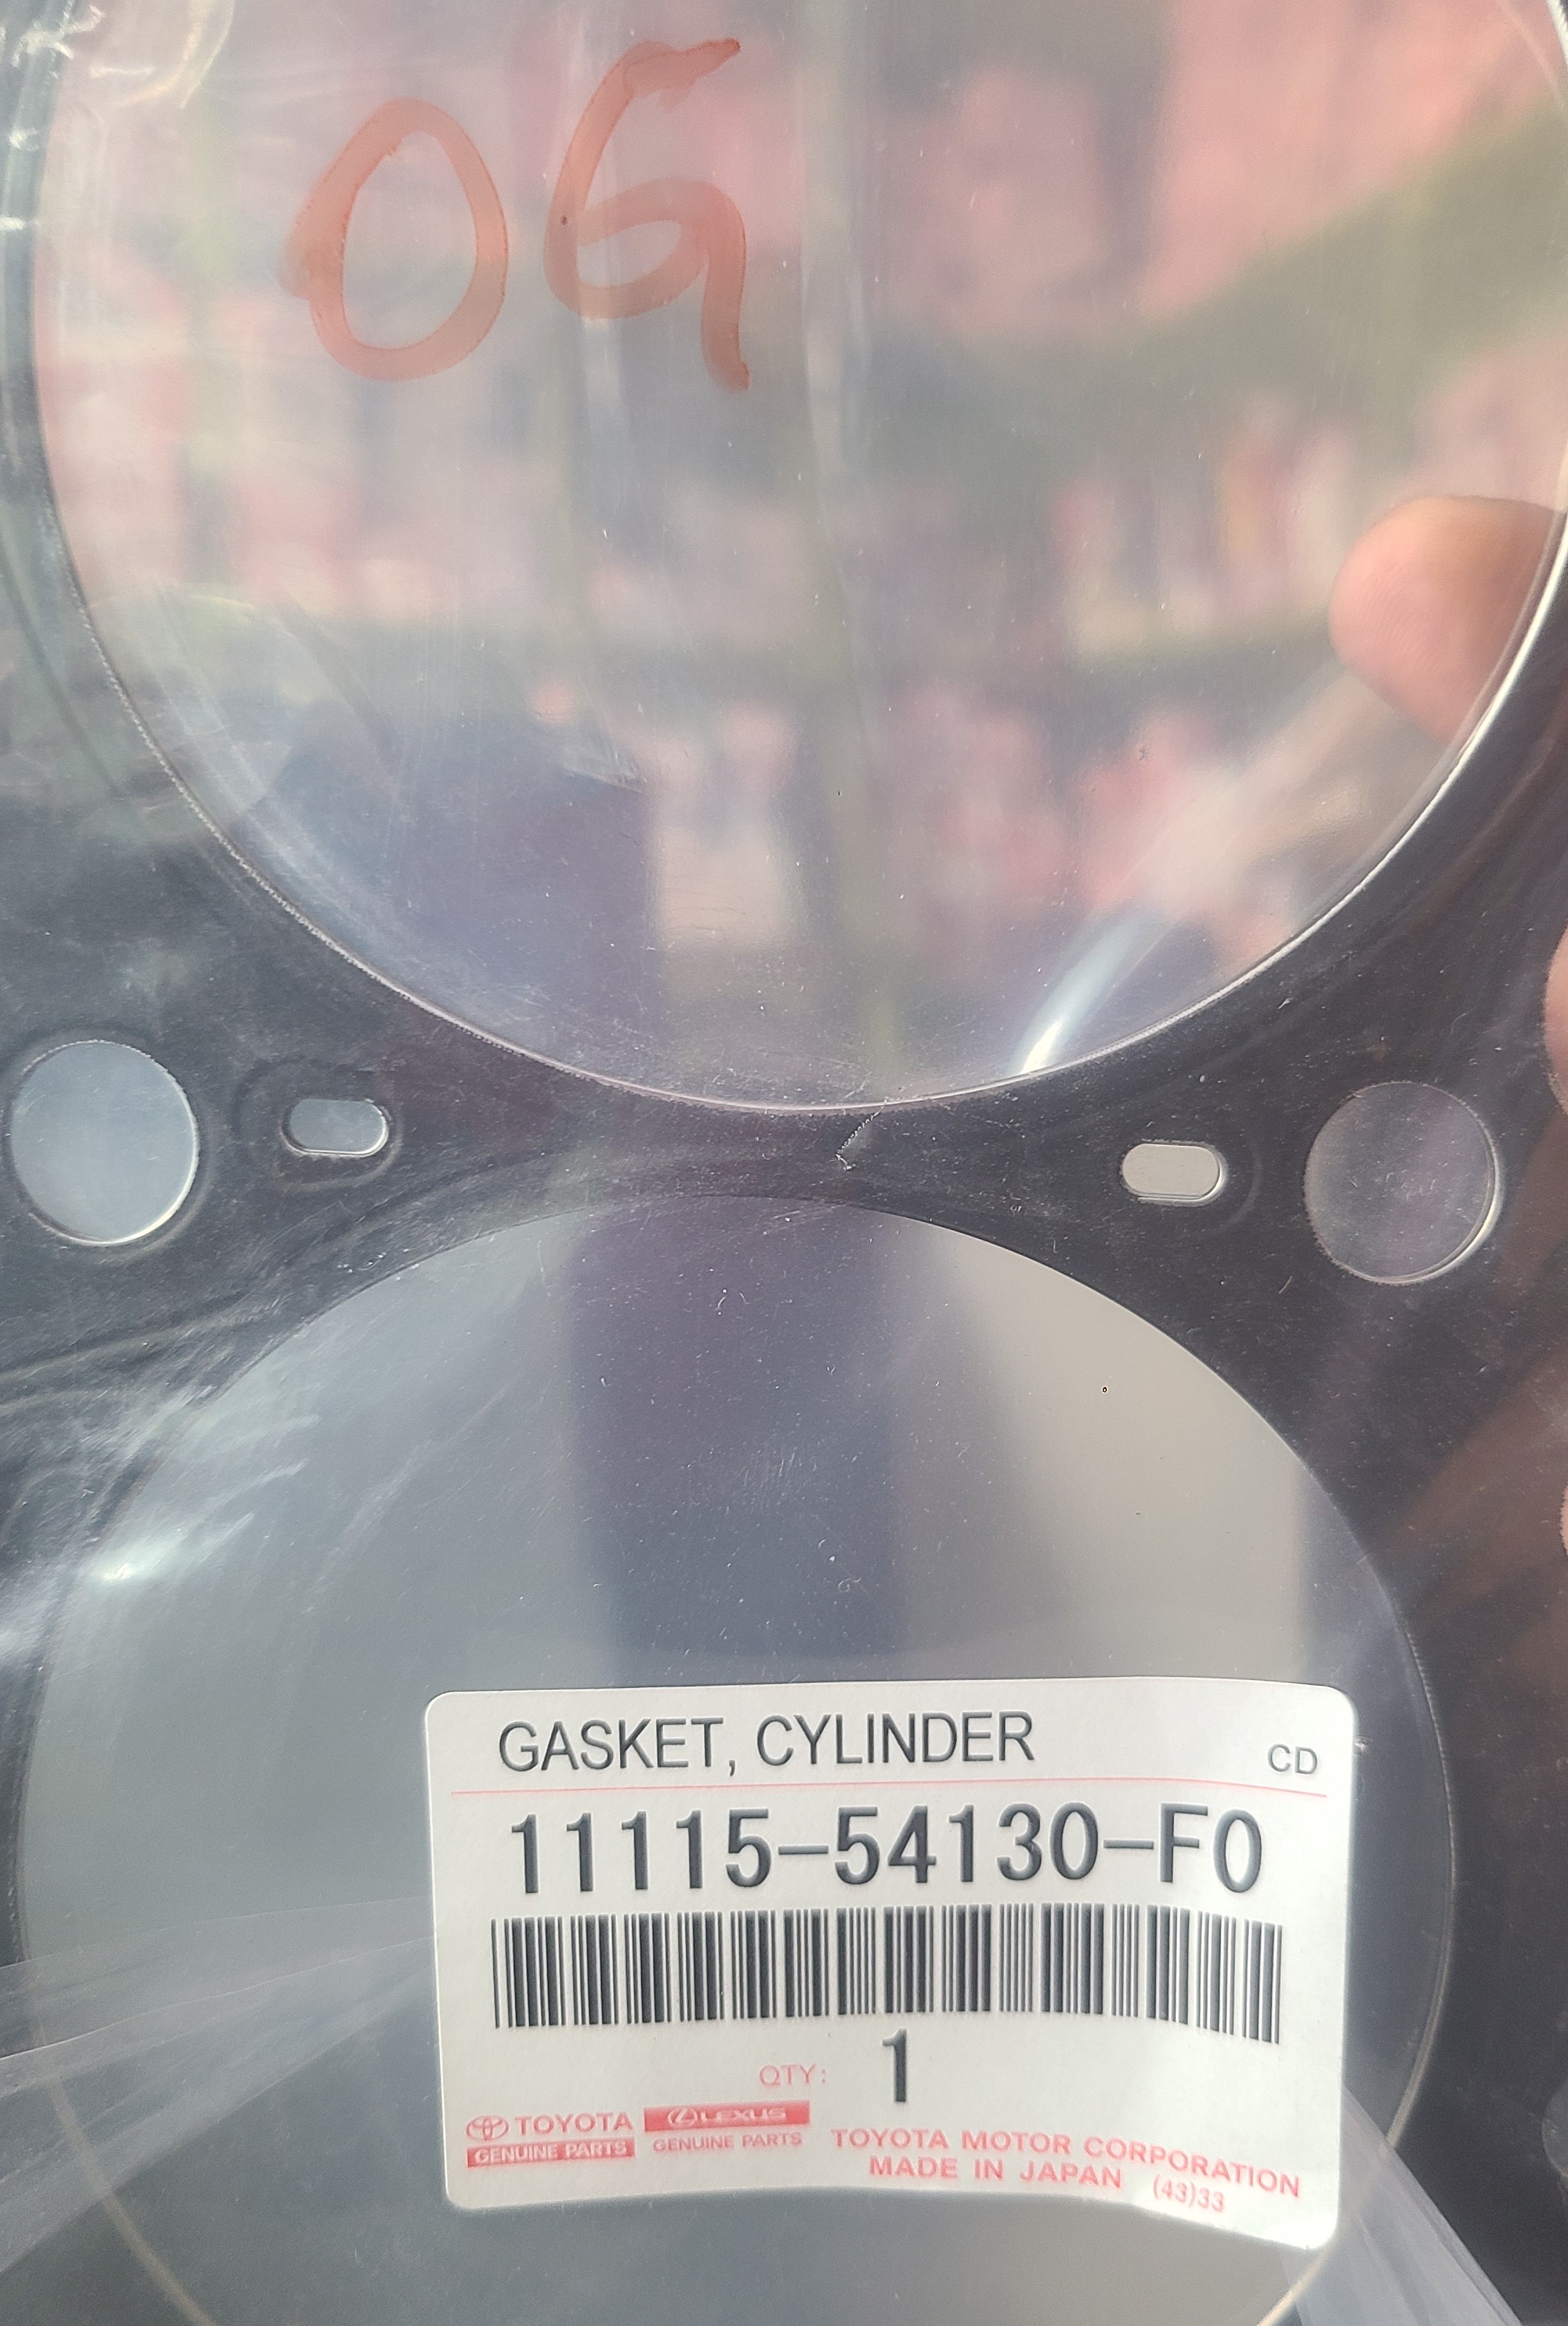 OG
GASKET, CYLINDER
CD
11115-54130-F0
QTY: 1
TOYOTA
GENUINE PARTS
LEXUS
GENUINE PARTS
TOYOTA MOTOR CORPORATION
MADE IN JAPAN (43)33